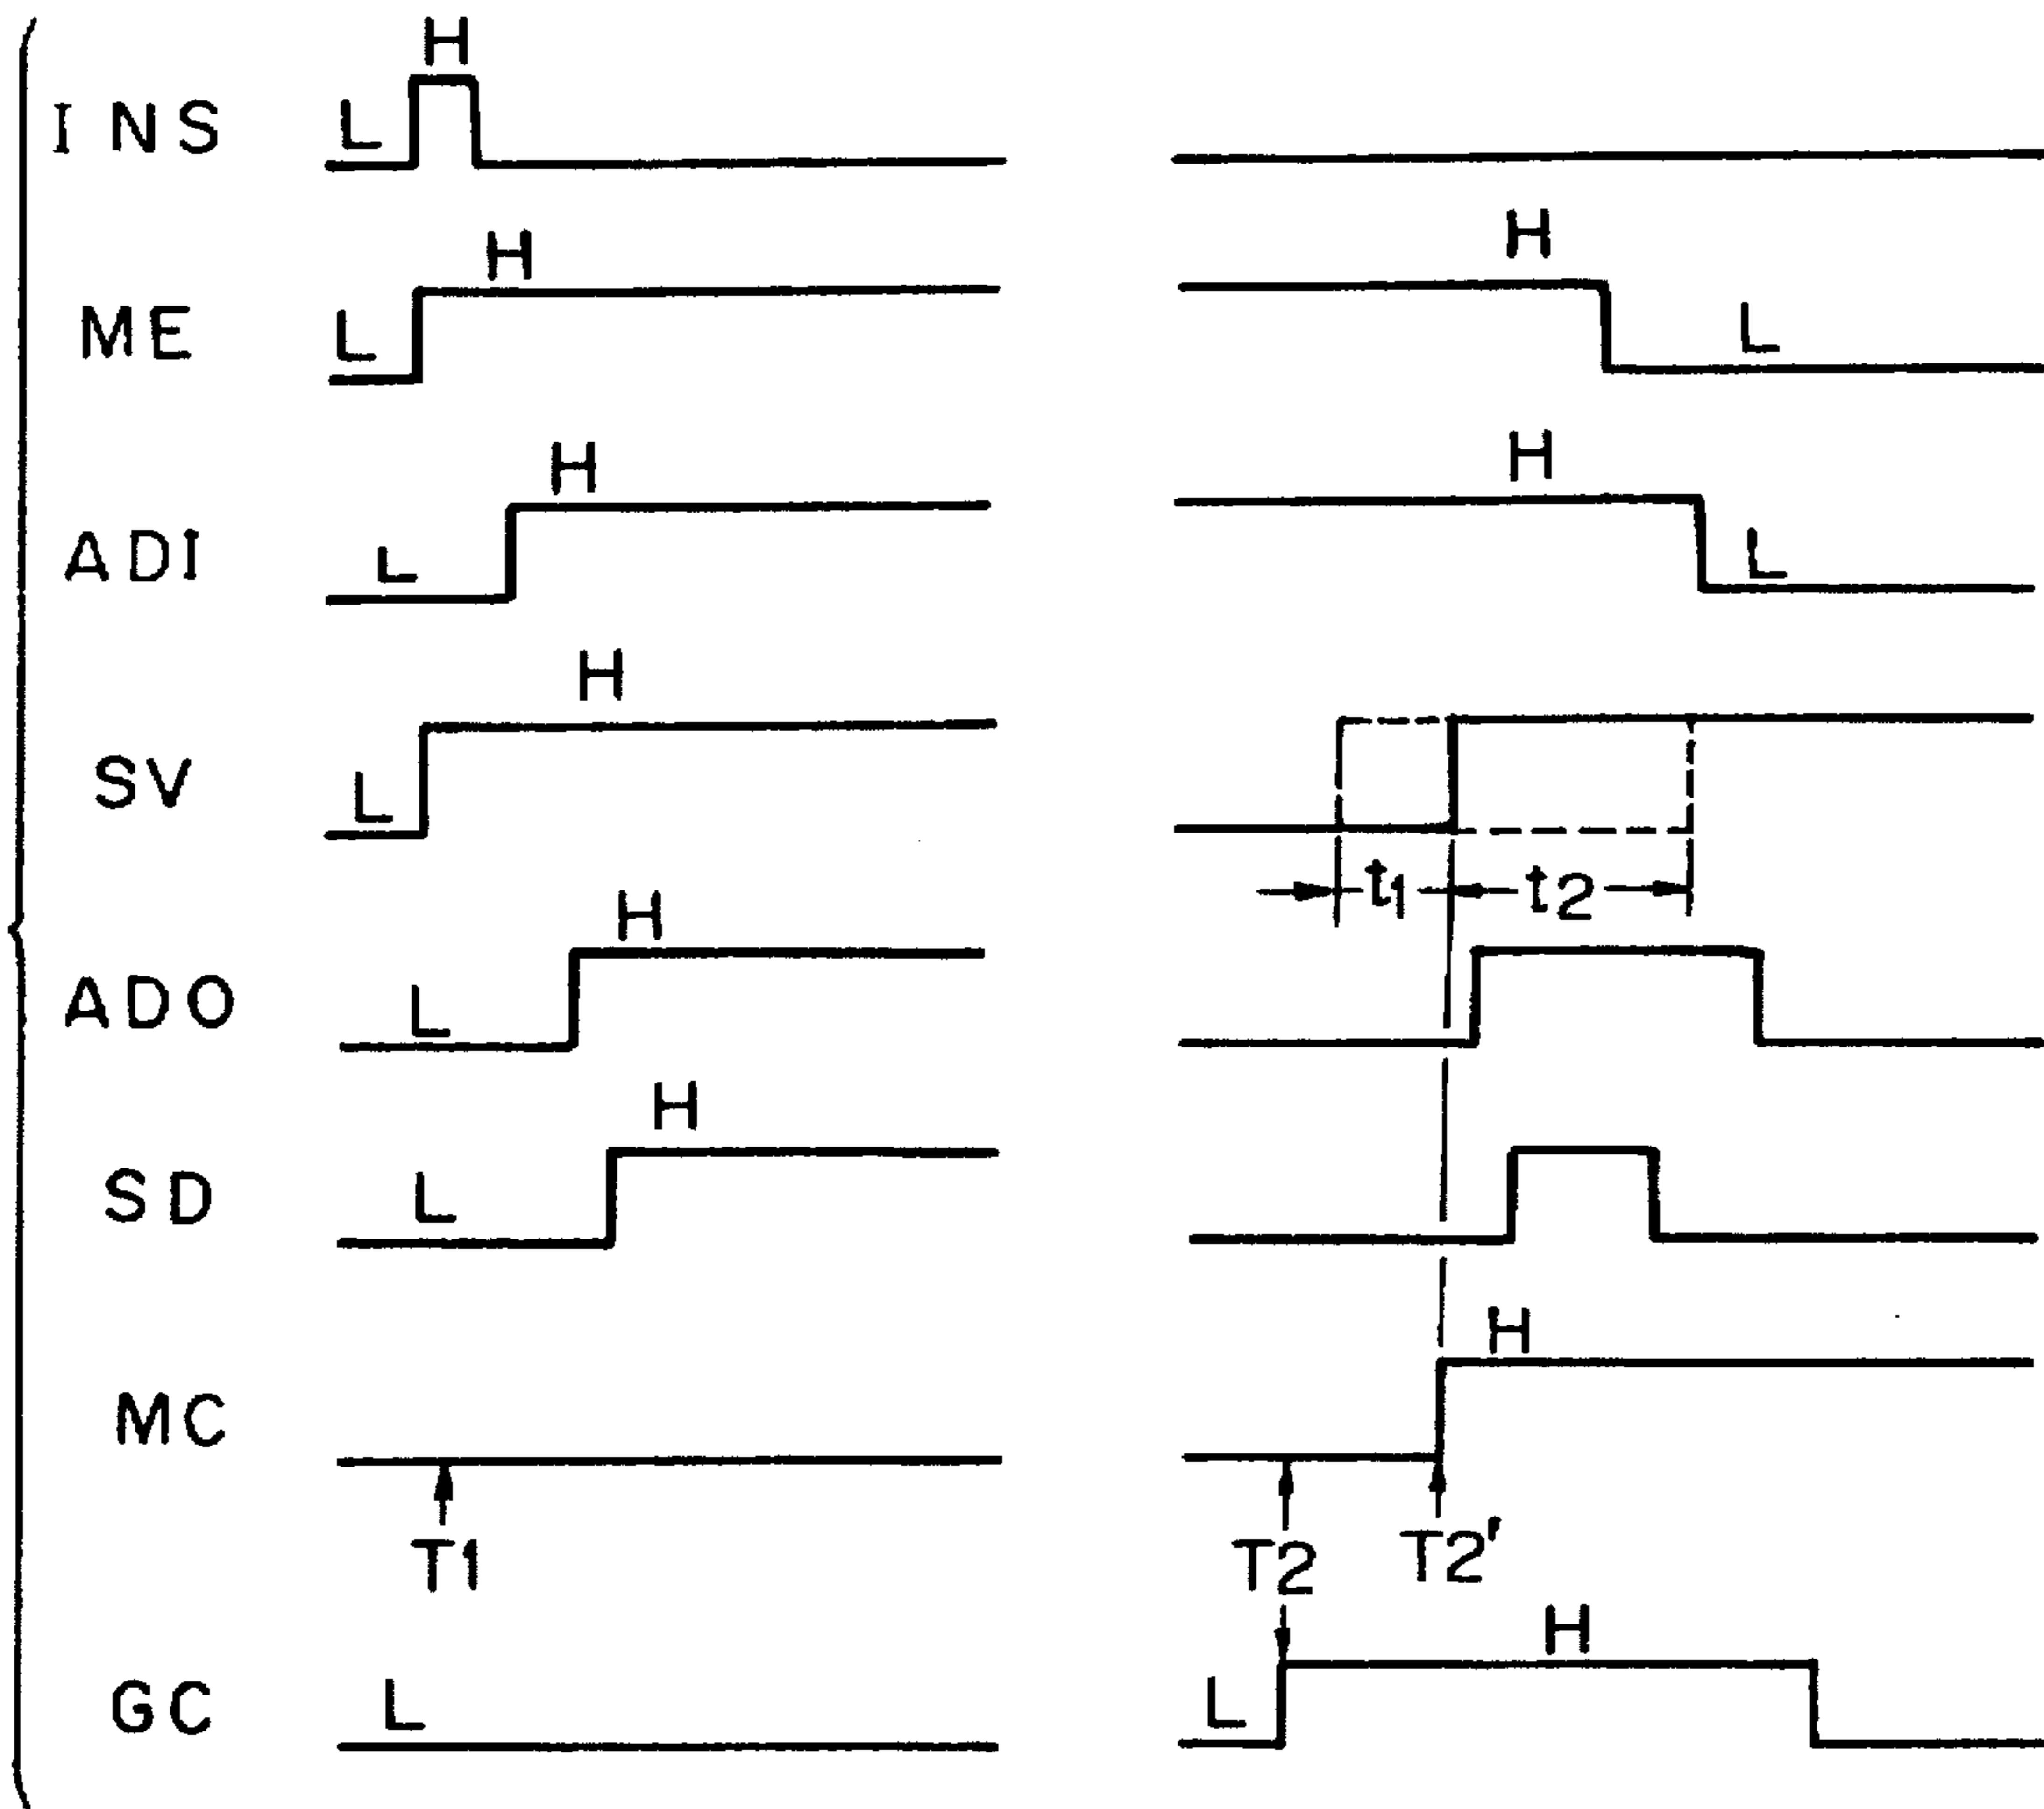 H
INS L
H H
ME L L
H H
ADI L L
H
SV L
t1 t2
H
ADO L
H
SD L
H
MC
T1 T2 T2'
H
GC L L